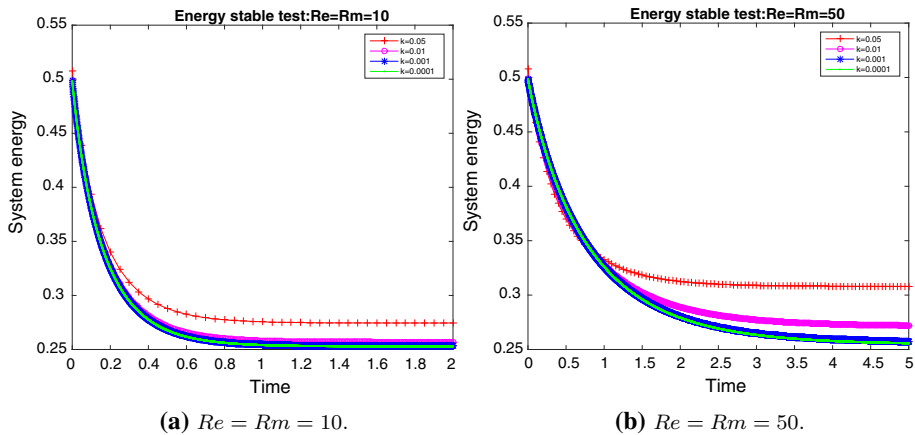 Energy stable test:Re=Rm=10
0.55
0.5
0.45
0.4
0.35
0.3
0.25
System energy
k=0.05
k=0.01
k=0.001
k=0.0001
0 0.2 0.4 0.6 0.8 1 1.2 1.4 1.6 1.8 2
Time
(a) Re = Rm = 10.
Energy stable test:Re=Rm=50
0.55
0.5
0.45
0.4
0.35
0.3
0.25
System energy
k=0.05
k=0.01
k=0.001
k=0.0001
0 0.5 1 1.5 2 2.5 3 3.5 4 4.5 5
Time
(b) Re = Rm = 50.